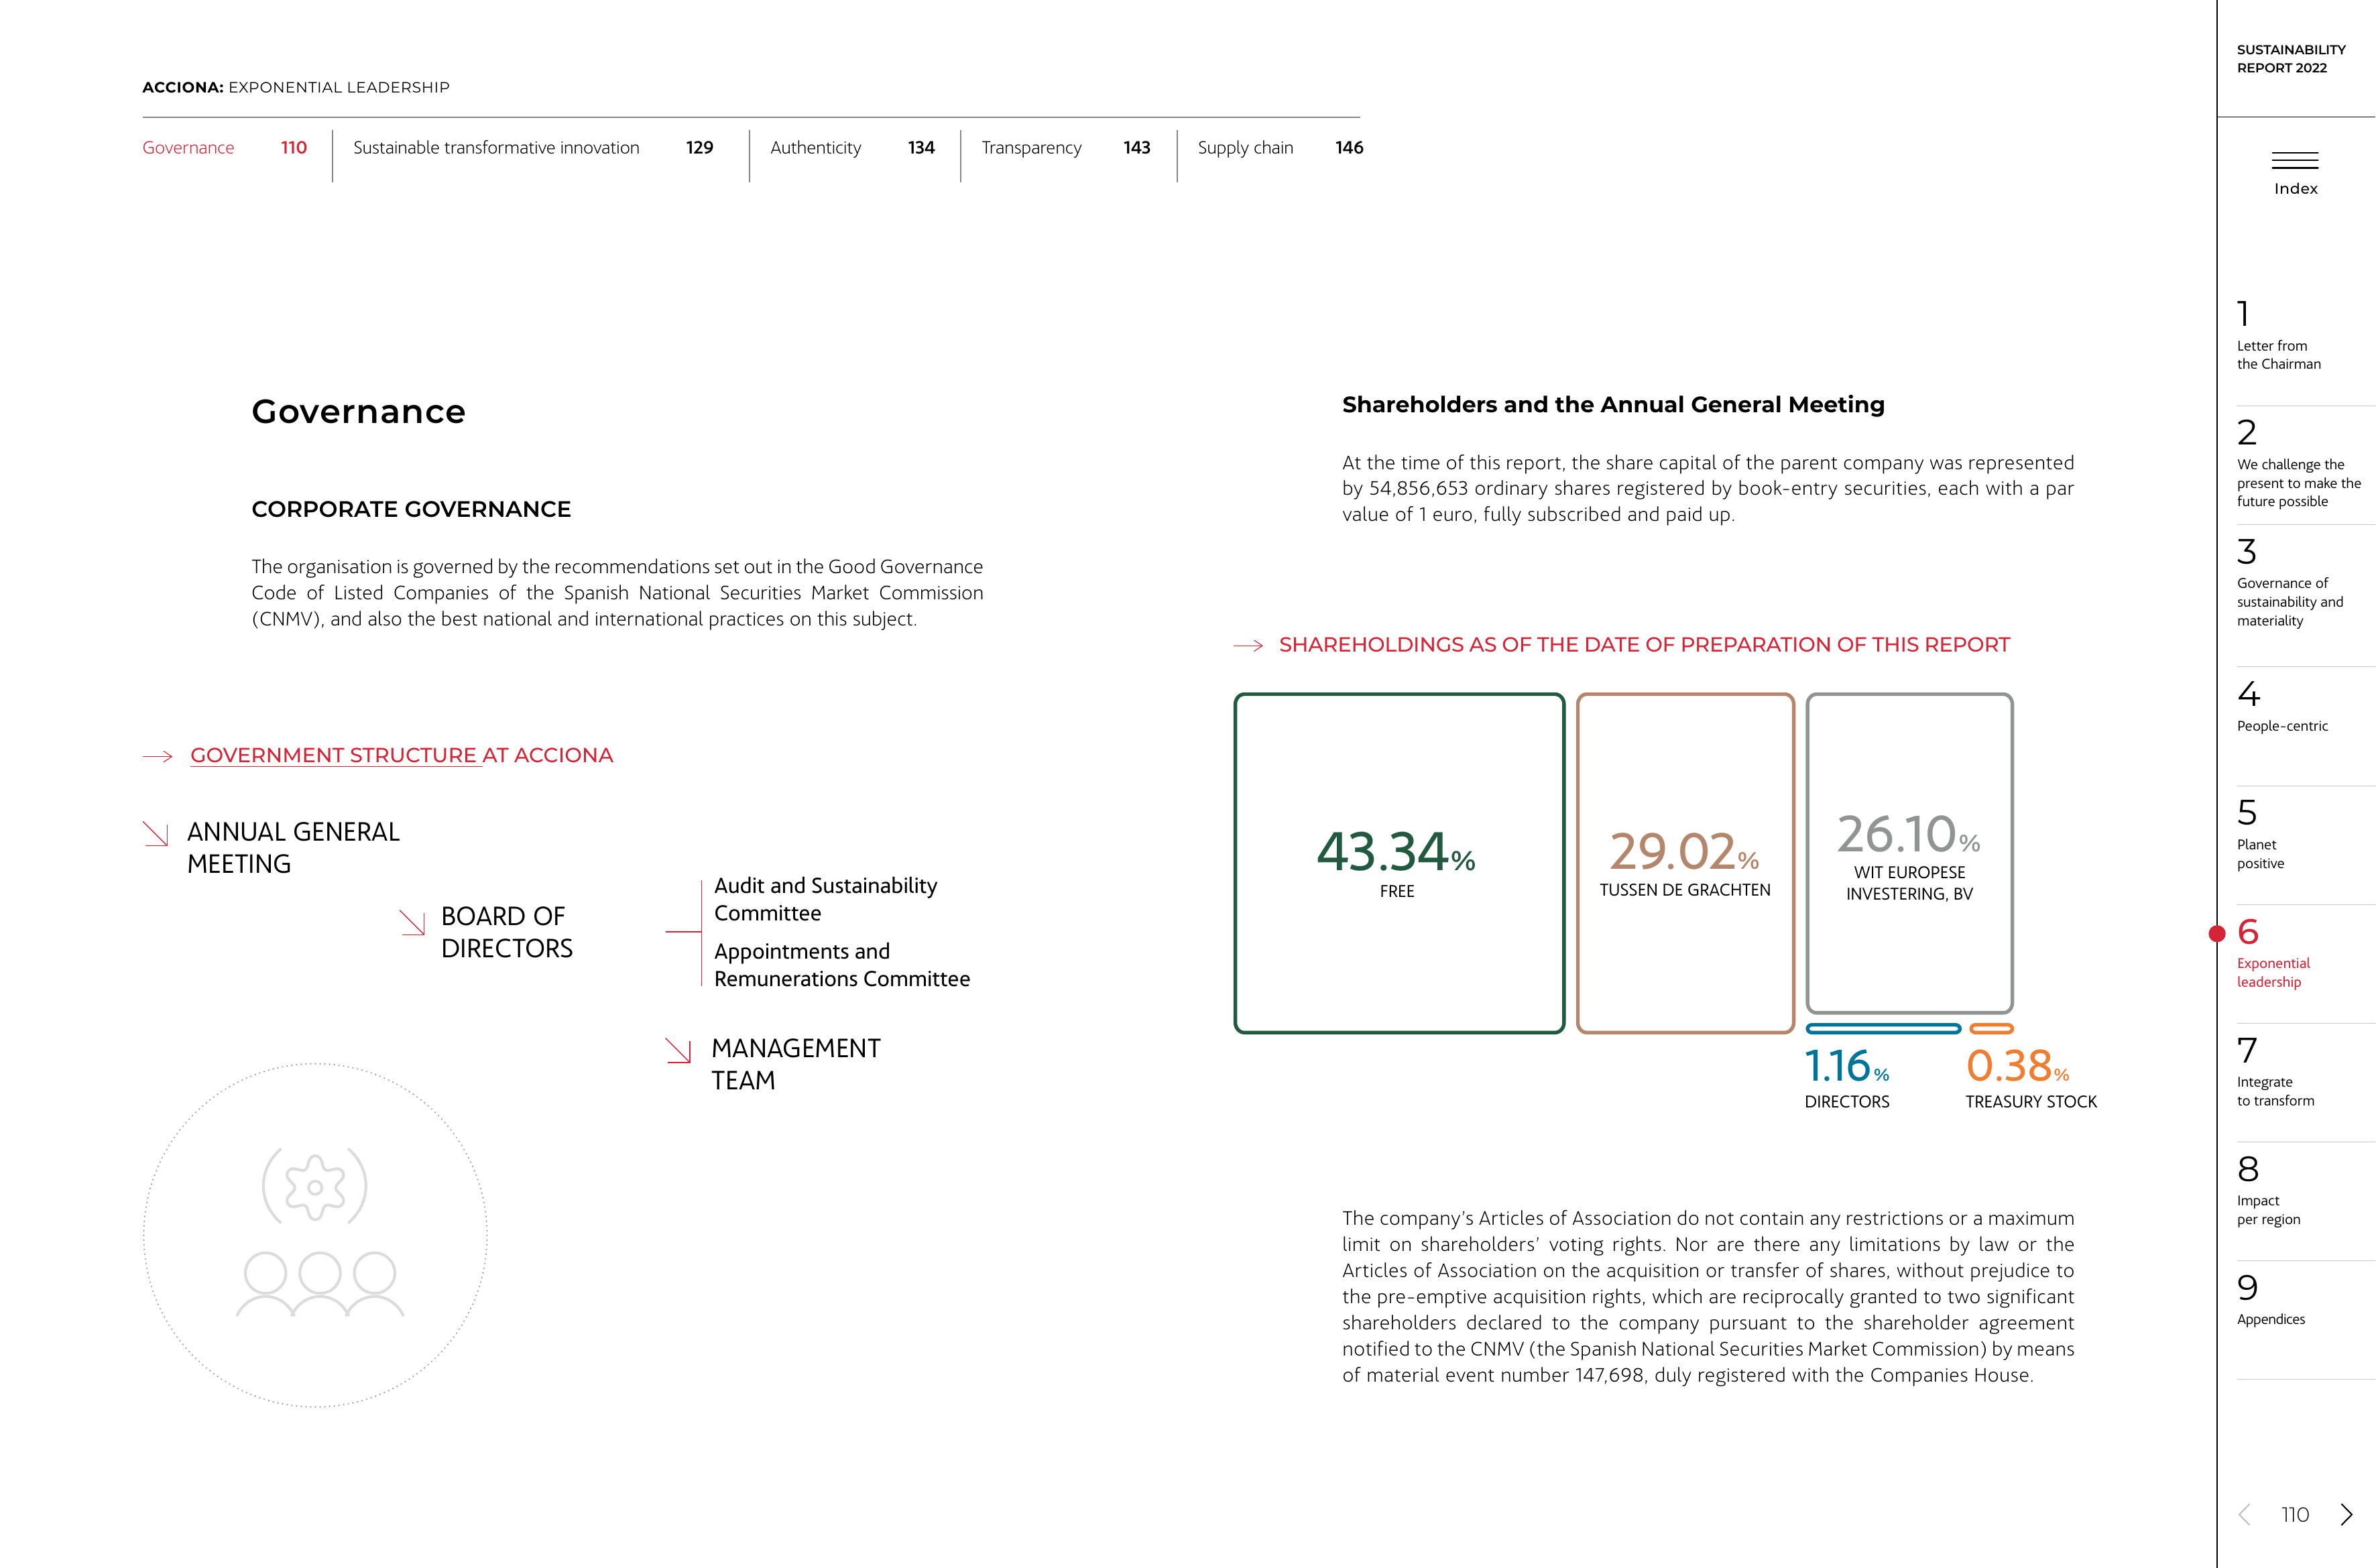 ACCIONA: EXPONENTIAL LEADERSHIP
Governance 110
Sustainable transformative innovation 129
Authenticity 134
Transparency 143
Supply chain 146
Governance
CORPORATE GOVERNANCE
The organisation is governed by the recommendations set out in the Good Governance
Code of Listed Companies of the Spanish National Securities Market Commission
(CNMV), and also the best national and international practices on this subject.
GOVERNMENT STRUCTURE AT ACCIONA
ANNUAL GENERAL
MEETING
BOARD OF
DIRECTORS
Audit and Sustainability
Committee
Appointments and
Remunerations Committee
MANAGEMENT
TEAM
Shareholders and the Annual General Meeting
At the time of this report, the share capital of the parent company was represented
by 54,856,653 ordinary shares registered by book-entry securities, each with a par
value of 1 euro, fully subscribed and paid up.
SHAREHOLDINGS AS OF THE DATE OF PREPARATION OF THIS REPORT
43.34%
FREE
29.02%
TUSSEN DE GRACHTEN
26.10%
WIT EUROPESE
INVESTERING, BV
1.16%
DIRECTORS
0.38%
TREASURY STOCK
The company’s Articles of Association do not contain any restrictions or a maximum
limit on shareholders’ voting rights. Nor are there any limitations by law or the
Articles of Association on the acquisition or transfer of shares, without prejudice to
the pre-emptive acquisition rights, which are reciprocally granted to two significant
shareholders declared to the company pursuant to the shareholder agreement
notified to the CNMV (the Spanish National Securities Market Commission) by means
of material event number 147,698, duly registered with the Companies House.
SUSTAINABILITY
REPORT 2022
Index
1
Letter from
the Chairman
2
We challenge the
present to make the
future possible
3
Governance of
sustainability and
materiality
4
People-centric
5
Planet
positive
6
Exponential
leadership
7
Integrate
to transform
8
Impact
per region
9
Appendices
110